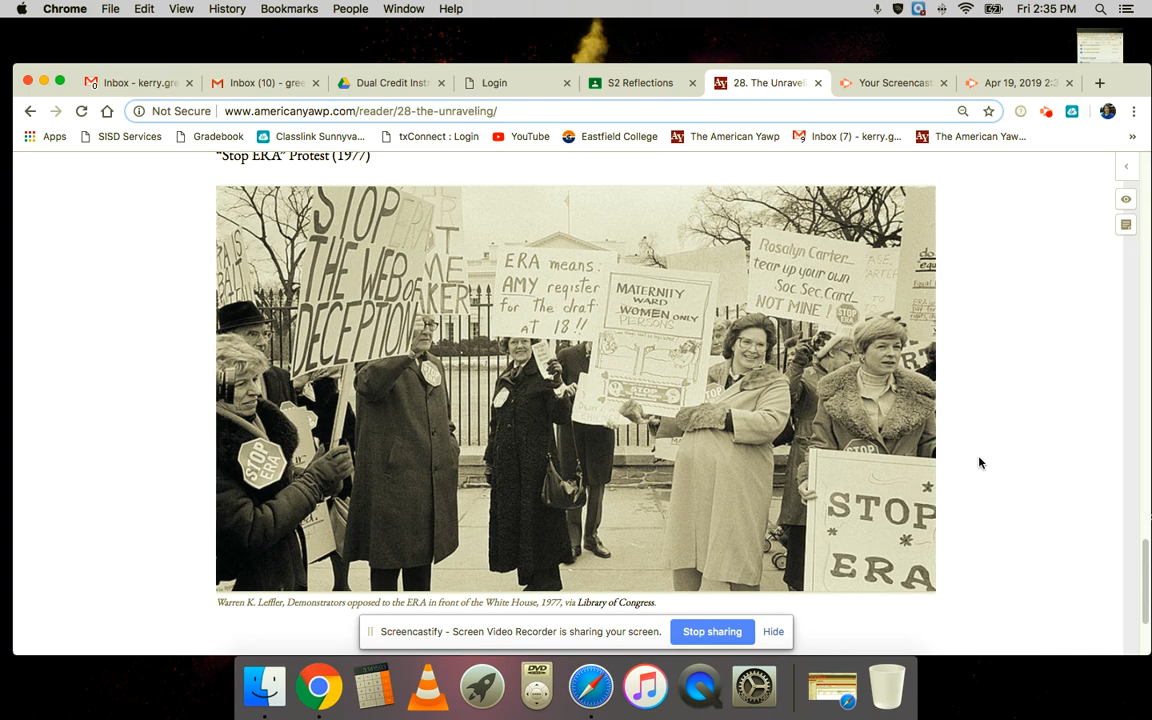 Chrome File Edit View History Bookmarks People Window Help Fri 2:35 PM
Inbox - kerry.gre
Inbox (10) - gree
Dual Credit Inst
Login
S2 Reflections
28. The Unravel
Your Screencast
Apr 19, 2019 2:3
Not Secure www.americanyawp.com/reader/28-the-unraveling/
Apps SISD Services Gradebook Classlink Sunnyva... txConnect : Login YouTube Eastfield College The American Yawp Inbox (7) - kerry.g... The American Yaw... »
"Stop ERA" Protest (1977)
STOP
THE WEB OF
DECEPTION
ERA means:
AMY register
for the draf
AT 18!!
MATERNITY
WARD
WOMEN ONLY
PERSONS
STOP
Rosalyn Carter
tear up your own
Soc. Sec. Card
NOT MINE!
STOP
ERA
STOP
ERA
STOP
ERA
Warren K. Leffler, Demonstrators opposed to the ERA in front of the White House, 1977, via Library of Congress.
Screencastify - Screen Video Recorder is sharing your screen. Stop sharing Hide